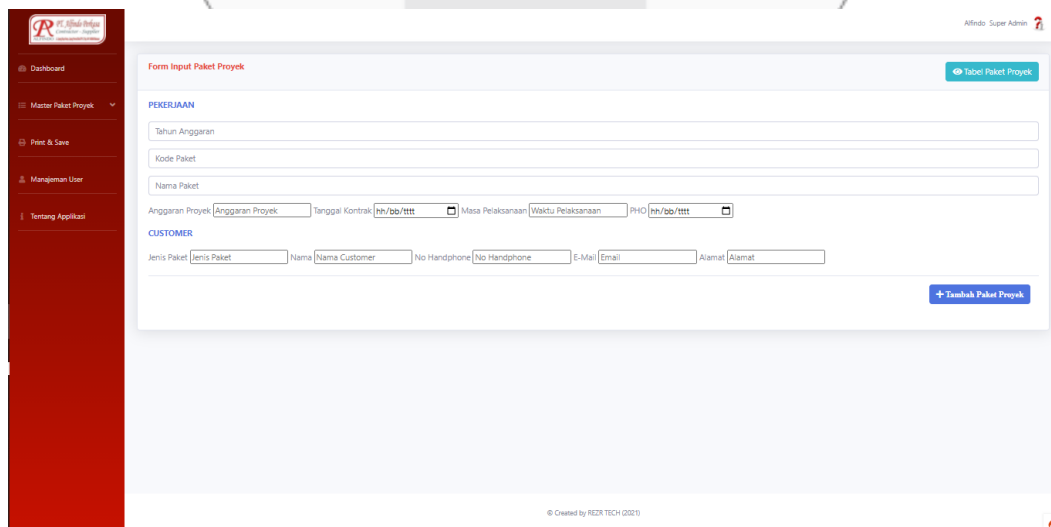 PT. Alfindo Perkasa
Contractor - Supplier
Alfindo Super Admin
Dashboard
Master Paket Proyek
Print & Save
Manajeman User
Tentang Applikasi
Form Input Paket Proyek
Tabel Paket Proyek
PEKERJAAN
Tahun Anggaran
Kode Paket
Nama Paket
Anggaran Proyek Anggaran Proyek Tanggal Kontrak hh/bb/tttt Masa Pelaksanaan Waktu Pelaksanaan PHO hh/bb/tttt
CUSTOMER
Jenis Paket Jenis Paket Nama Nama Customer No Handphone No Handphone E-Mail Email Alamat Alamat
+ Tambah Paket Proyek
© Created by REZR TECH (2021)